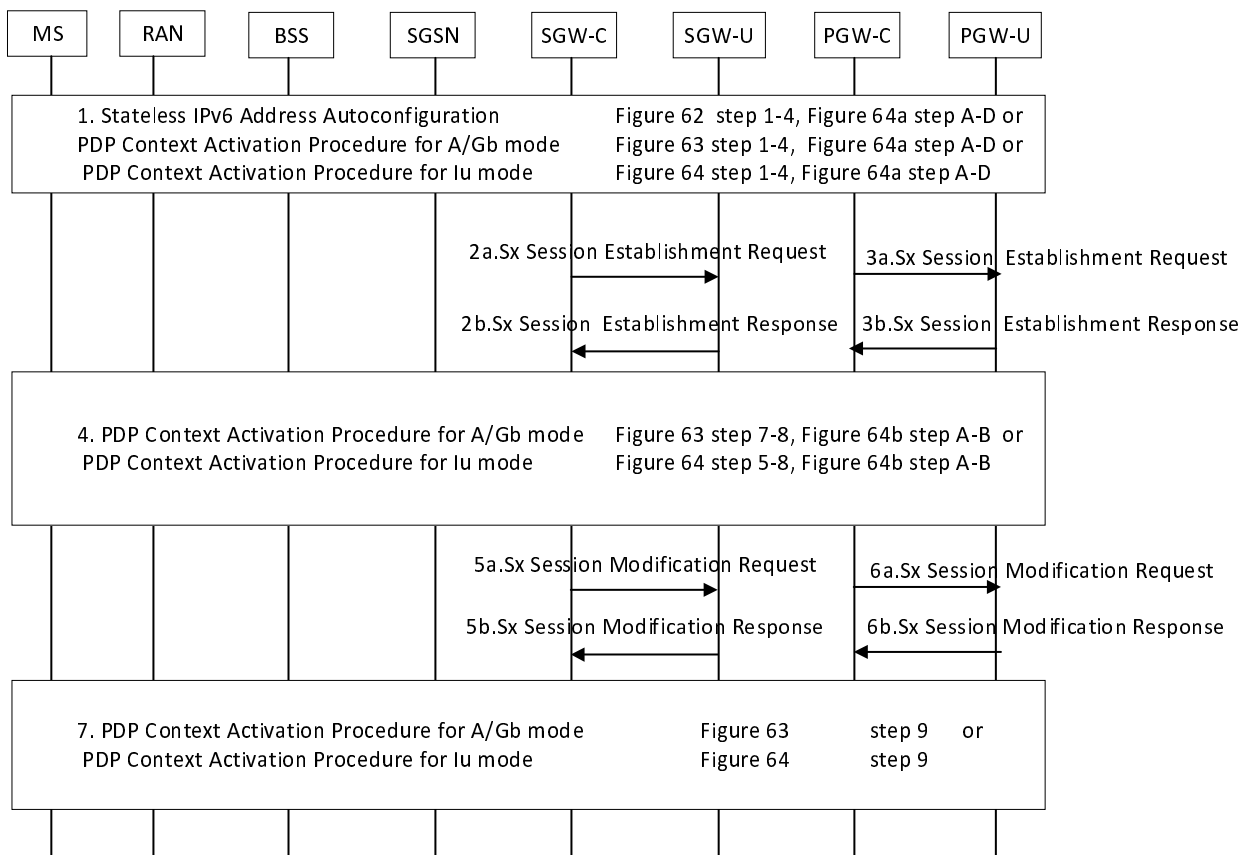 MS RAN BSS SGSN SGW-C SGW-U PGW-C PGW-U
1. Stateless IPv6 Address Autoconfiguration Figure 62 step 1-4, Figure 64a step A-D or
PDP Context Activation Procedure for A/Gb mode Figure 63 step 1-4, Figure 64a step A-D or
PDP Context Activation Procedure for Iu mode Figure 64 step 1-4, Figure 64a step A-D
2a.Sx Session Establishment Request 3a.Sx Session Establishment Request
2b.Sx Session Establishment Response 3b.Sx Session Establishment Response
4. PDP Context Activation Procedure for A/Gb mode Figure 63 step 7-8, Figure 64b step A-B or
PDP Context Activation Procedure for Iu mode Figure 64 step 5-8, Figure 64b step A-B
5a.Sx Session Modification Request 6a.Sx Session Modification Request
5b.Sx Session Modification Response 6b.Sx Session Modification Response
7. PDP Context Activation Procedure for A/Gb mode Figure 63 step 9 or
PDP Context Activation Procedure for Iu mode Figure 64 step 9